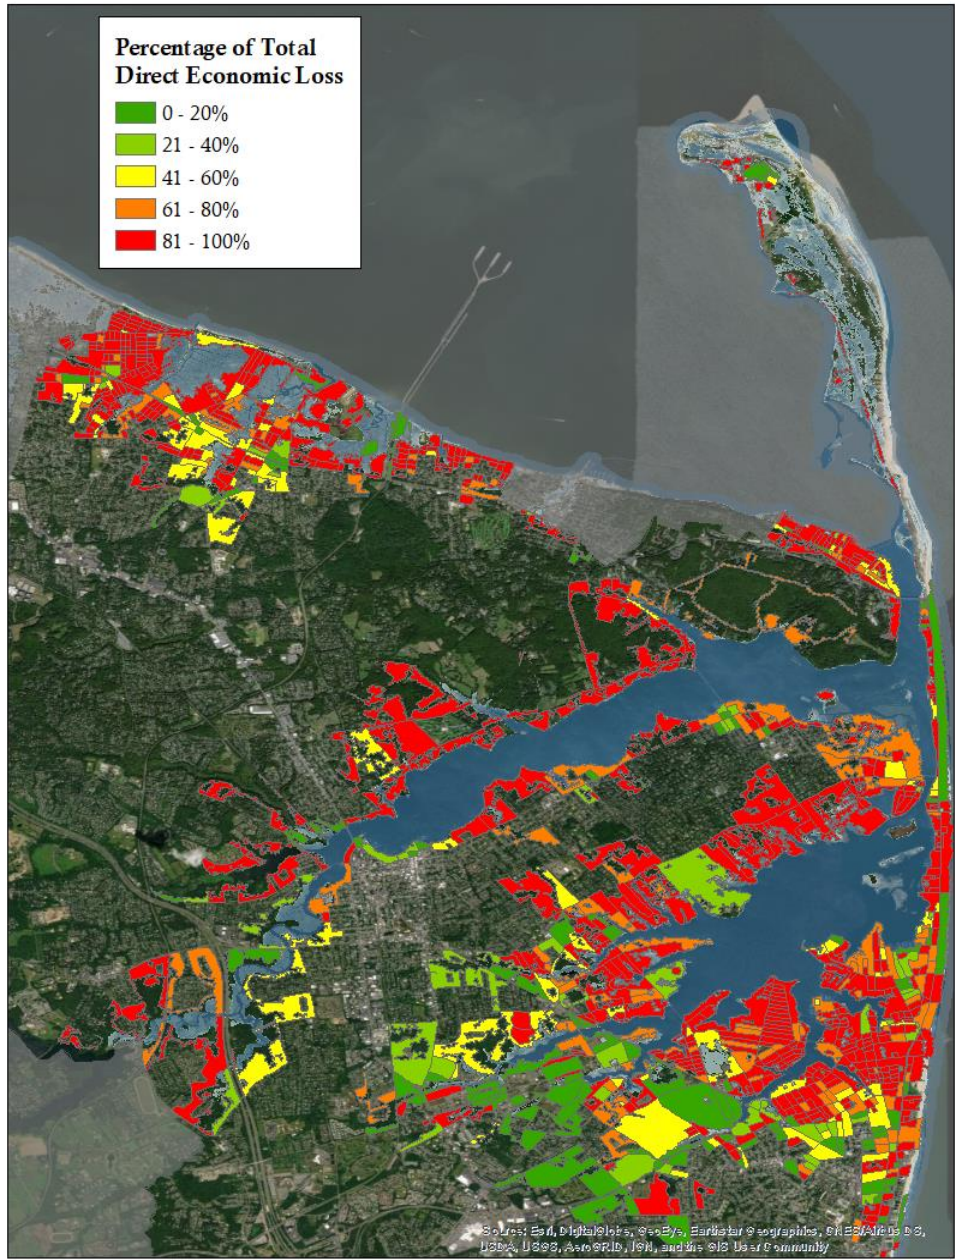 Percentage of Total
Direct Economic Loss
0 - 20%
21 - 40%
41 - 60%
61 - 80%
81 - 100%
Source: Esri, DigitalGlobe, GeoEye, Earthstar Geographics, CNES/Airbus DS,
USDA, USGS, AeroGRID, IGN, and the GIS User Community